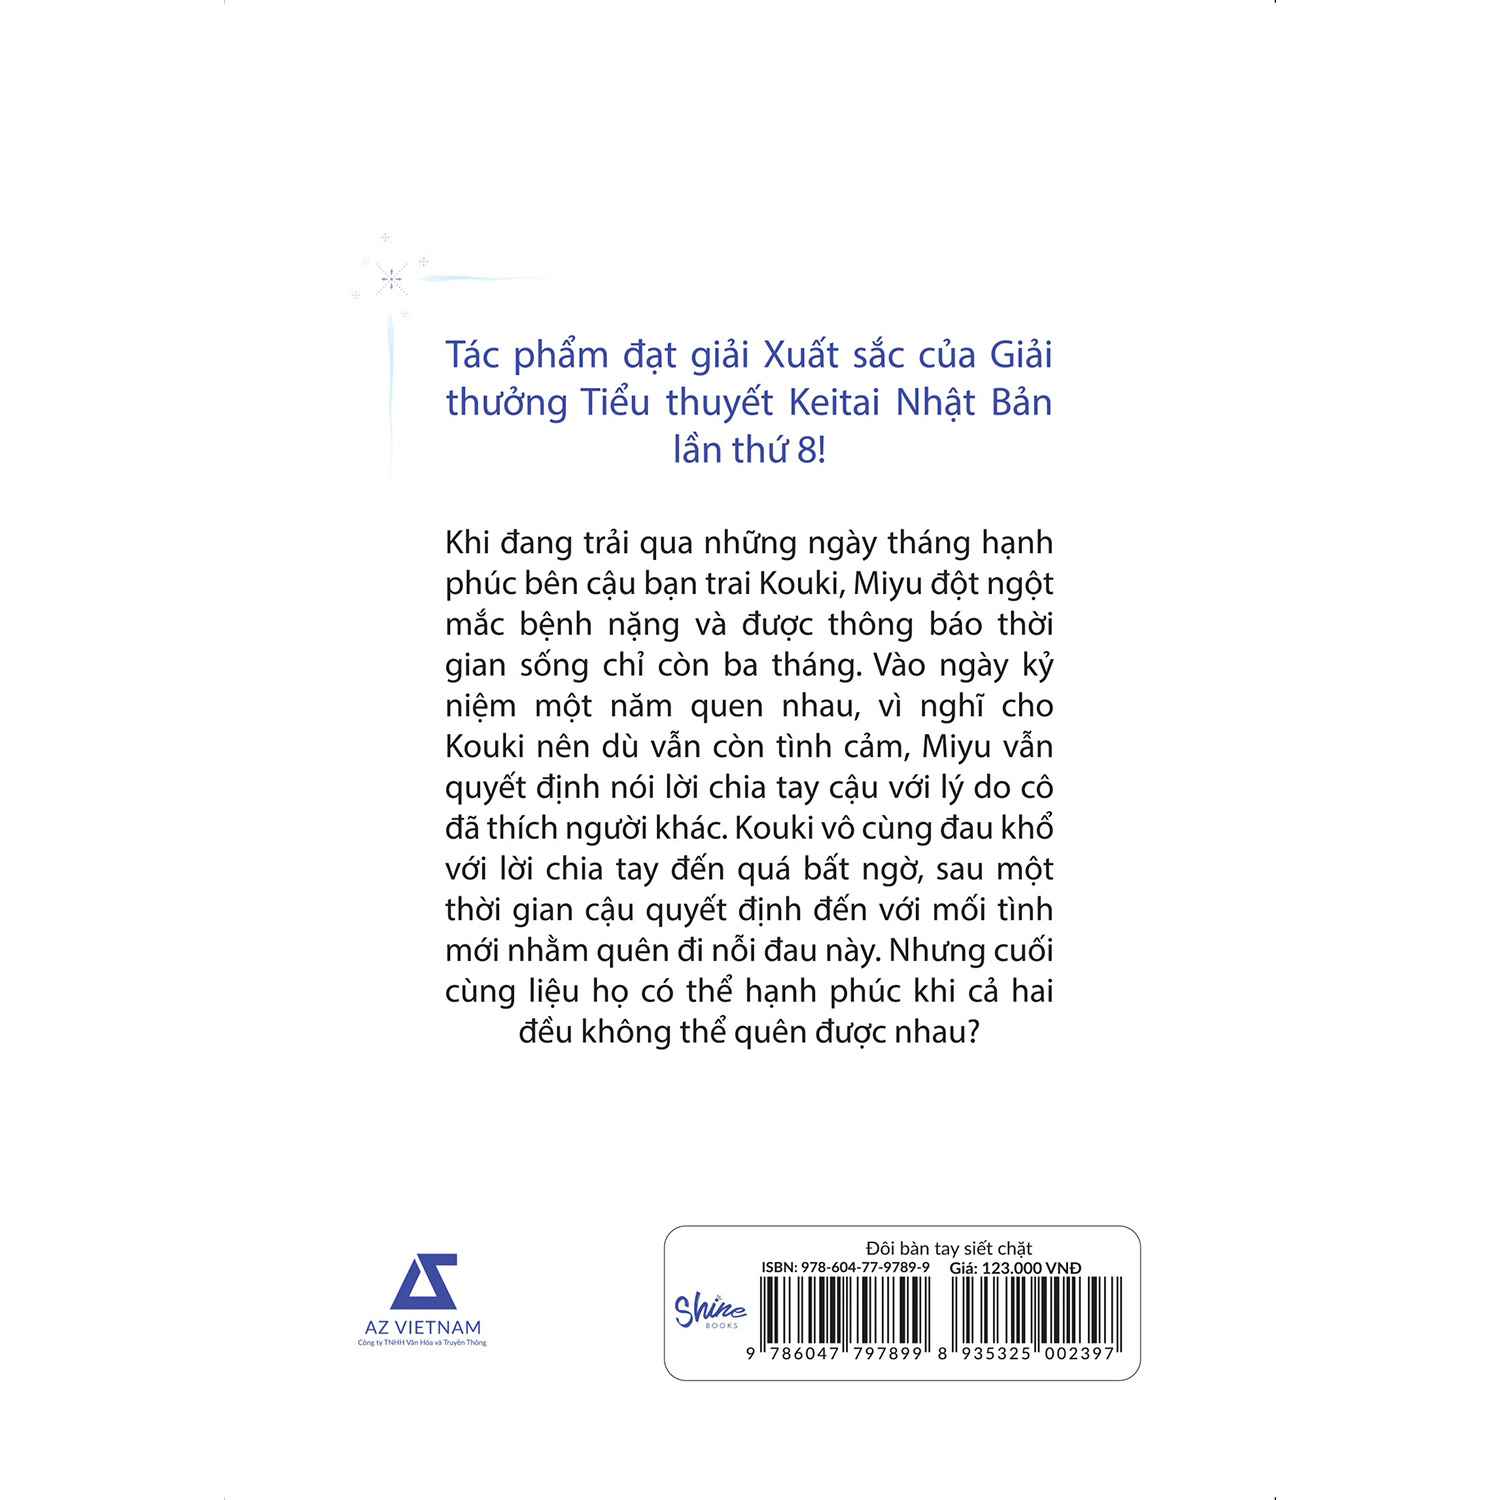 Tác phẩm đạt giải Xuất sắc của Giải
thưởng Tiểu thuyết Keitai Nhật Bản
lần thứ 8!
Khi đang trải qua những ngày tháng hạnh
phúc bên cậu bạn trai Kouki, Miyu đột ngột
mắc bệnh nặng và được thông báo thời
gian sống chỉ còn ba tháng. Vào ngày kỷ
niệm một năm quen nhau, vì nghĩ cho
Kouki nên dù vẫn còn tình cảm, Miyu vẫn
quyết định nói lời chia tay cậu với lý do cô
đã thích người khác. Kouki vô cùng đau khổ
với lời chia tay đến quá bất ngờ, sau một
thời gian cậu quyết định đến với mối tình
mới nhằm quên đi nỗi đau này. Nhưng cuối
cùng liệu họ có thể hạnh phúc khi cả hai
đều không thể quên được nhau?
AZ VIETNAM
Công ty TNHH Văn Hóa và Truyền Thông
Đôi bàn tay siết chặt
ISBN: 978-604-77-9789-9 Giá: 123.000 VNĐ
Shine
BOOKS
9 786047 797899 8 935325 002397